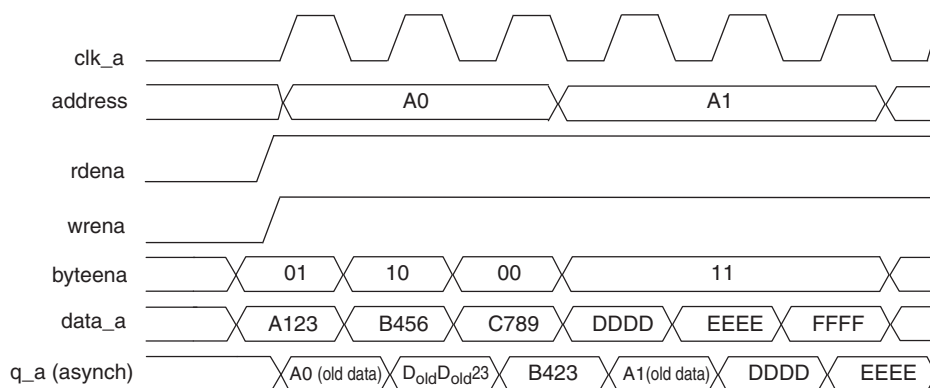 clk_a
address A0 A1
rdena
wrena
byteena 01 10 00 11
data_a A123 B456 C789 DDDD EEEE FFFF
q_a (asynch) A0 (old data) DoldDold23 B423 A1(old data) DDDD EEEE